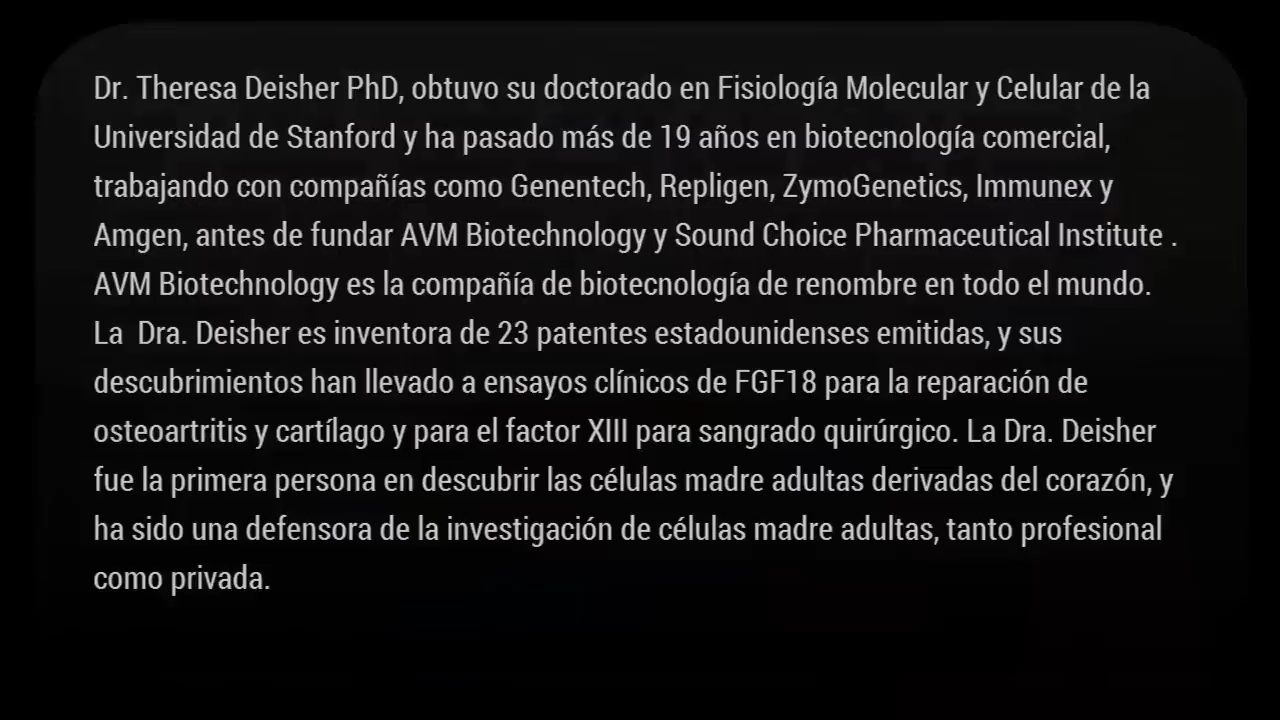 Dr. Theresa Deisher PhD, obtuvo su doctorado en Fisiología Molecular y Celular de la
Universidad de Stanford y ha pasado más de 19 años en biotecnología comercial,
trabajando con compañías como Genentech, Repligen, ZymoGenetics, Immunex y
Amgen, antes de fundar AVM Biotechnology y Sound Choice Pharmaceutical Institute .
AVM Biotechnology es la compañía de biotecnología de renombre en todo el mundo.
La  Dra. Deisher es inventora de 23 patentes estadounidenses emitidas, y sus
descubrimientos han llevado a ensayos clínicos de FGF18 para la reparación de
osteoartritis y cartílago y para el factor XIII para sangrado quirúrgico. La Dra. Deisher
fue la primera persona en descubrir las células madre adultas derivadas del corazón, y
ha sido una defensora de la investigación de células madre adultas, tanto profesional
como privada.